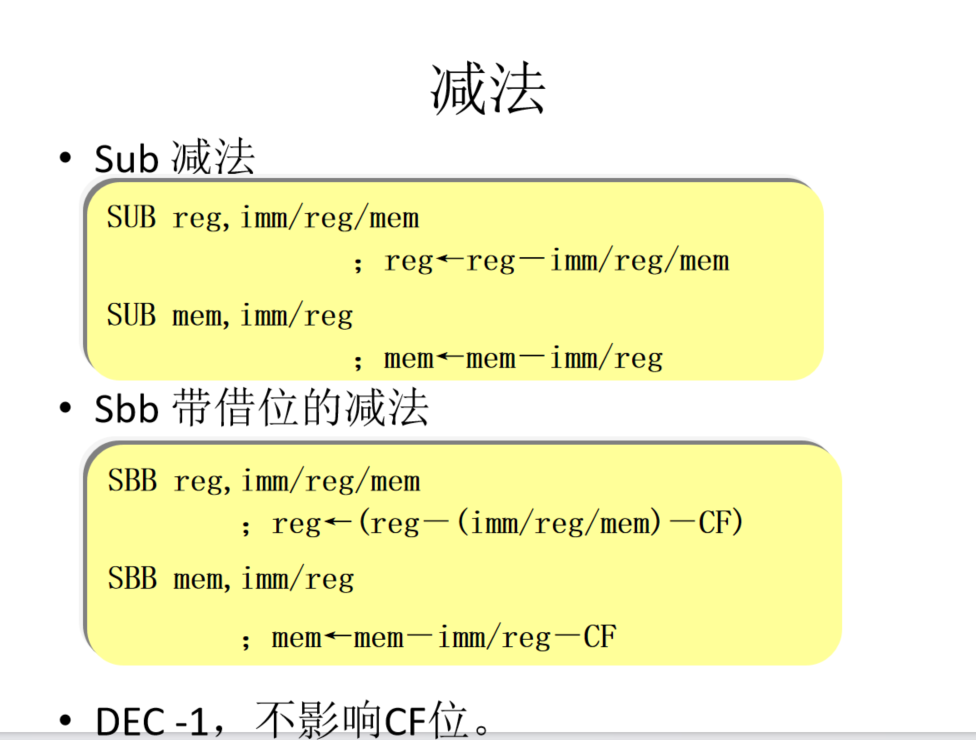 减法
• Sub 减法
SUB reg,imm/reg/mem
；reg←reg－imm/reg/mem
SUB mem,imm/reg
；mem←mem－imm/reg
• Sbb 带借位的减法
SBB reg,imm/reg/mem
；reg←(reg－(imm/reg/mem)－CF)
SBB mem,imm/reg
；mem←mem－imm/reg－CF
• DEC -1，不影响CF位。